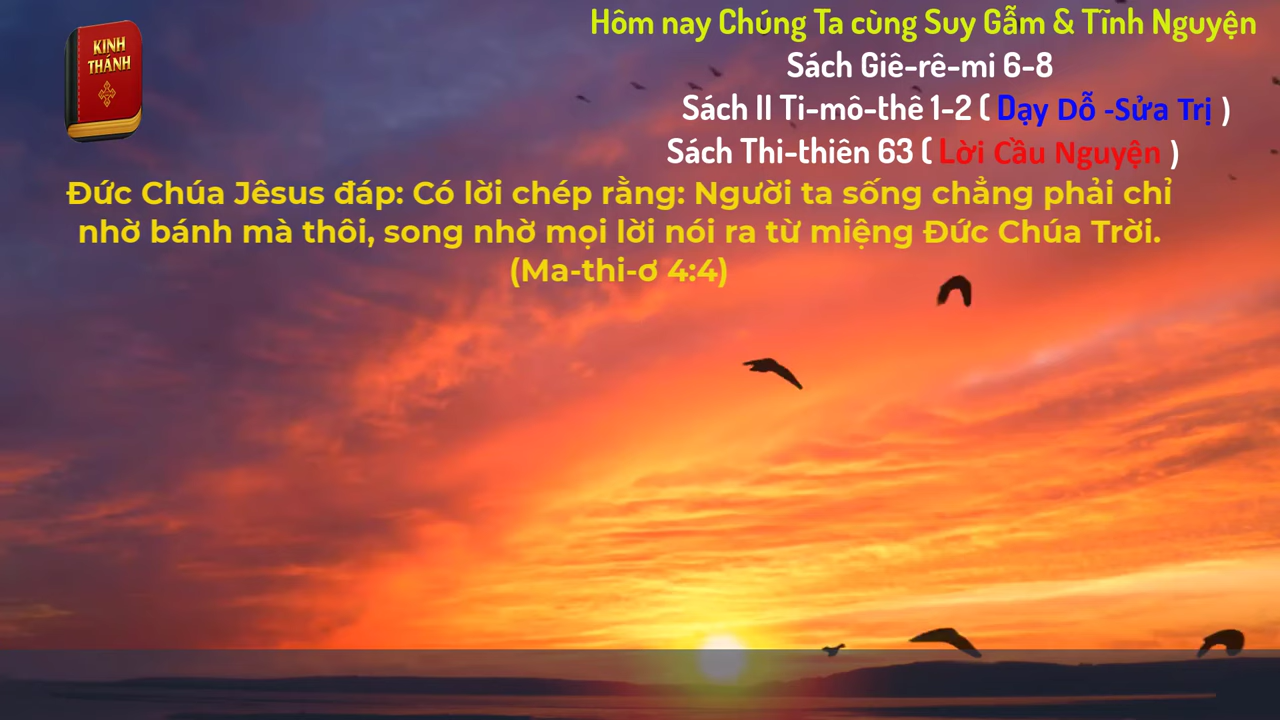 KINH
THÁNH
Hôm nay Chúng Ta cùng Suy Gẫm & Tĩnh Nguyện
Sách Giê-rê-mi 6-8
Sách II Ti-mô-thê 1-2 ( Dạy Dỗ -Sửa Trị )
Sách Thi-thiên 63 ( Lời Cầu Nguyện )
Đức Chúa Jêsus đáp: Có lời chép rằng: Người ta sống chẳng phải chỉ
nhờ bánh mà thôi, song nhờ mọi lời nói ra từ miệng Đức Chúa Trời.
(Ma-thi-ơ 4:4)